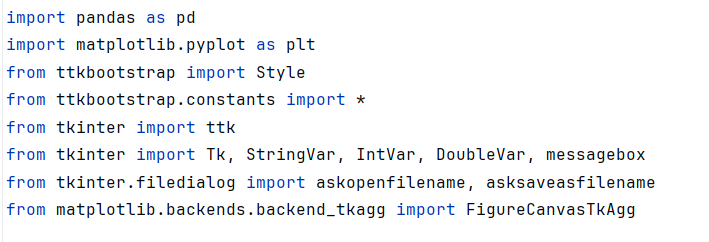 import pandas as pd
import matplotlib.pyplot as plt
from ttkbootstrap import Style
from ttkbootstrap.constants import *
from tkinter import ttk
from tkinter import Tk, StringVar, IntVar, DoubleVar, messagebox
from tkinter.filedialog import askopenfilename, asksaveasfilename
from matplotlib.backends.backend_tkagg import FigureCanvasTkAgg